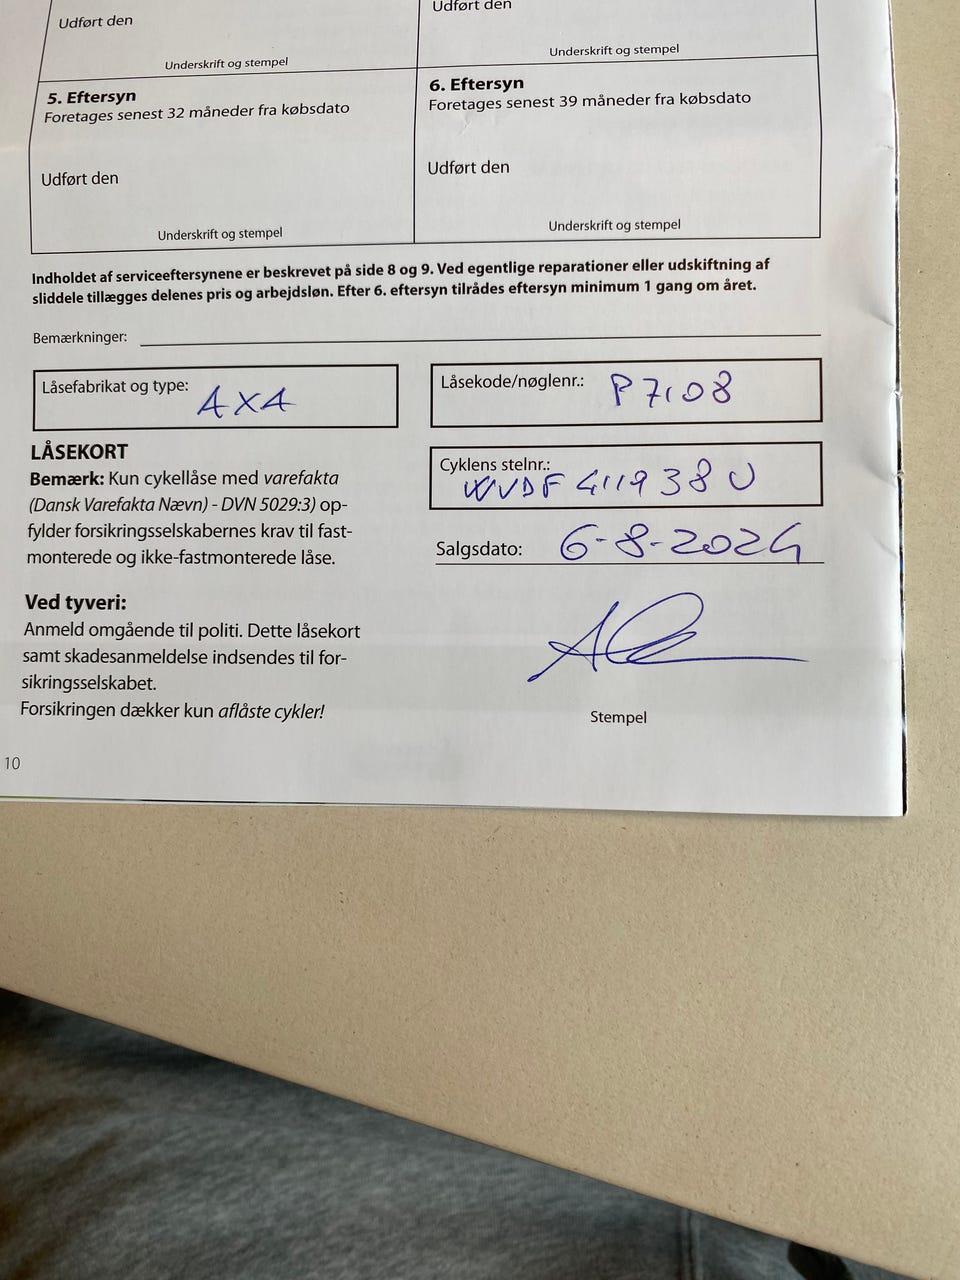 Udført den
Udført den
Underskrift og stempel
Underskrift og stempel
5. Eftersyn
Foretages senest 32 måneder fra købsdato
6. Eftersyn
Foretages senest 39 måneder fra købsdato
Udført den
Udført den
Underskrift og stempel
Underskrift og stempel
Indholdet af serviceeftersynene er beskrevet på side 8 og 9. Ved egentlige reparationer eller udskiftning af
sliddele tillægges delenes pris og arbejdsløn. Efter 6. eftersyn tilrådes eftersyn minimum 1 gang om året.
Bemærkninger:
Låsefabrikat og type: AXA
Låsekode/nøglenr.: P7108
LÅSEKORT
Bemærk: Kun cykellåse med varefakta
(Dansk Varefakta Nævn) - DVN 5029:3) op-
fylder forsikringsselskabernes krav til fast-
monterede og ikke-fastmonterede låse.
Cyklens stelnr.:
WVDF 411938 U
Salgsdato: 6-8-2024
Ved tyveri:
Anmeld omgående til politi. Dette låsekort
samt skadesanmeldelse indsendes til for-
sikringsselskabet.
Forsikringen dækker kun aflåste cykler!
Stempel
10